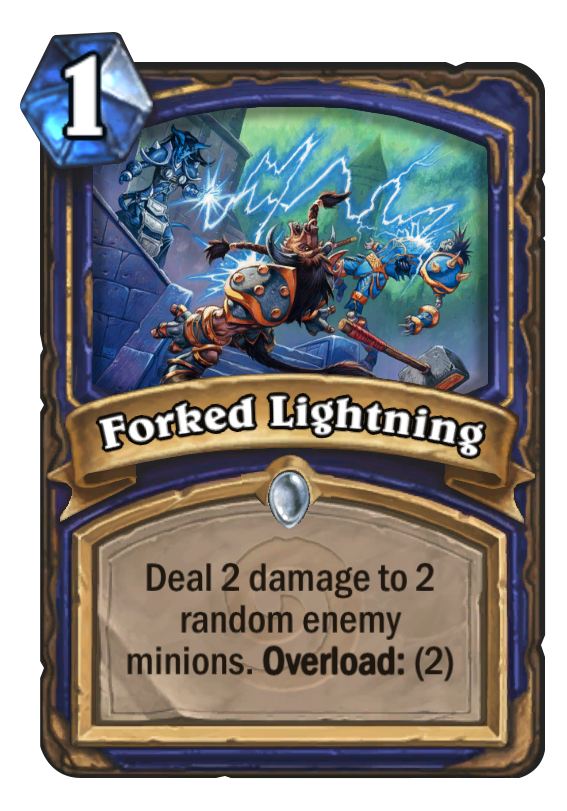 1
Forked Lightning
Deal 2 damage to 2
random enemy
minions. Overload: (2)